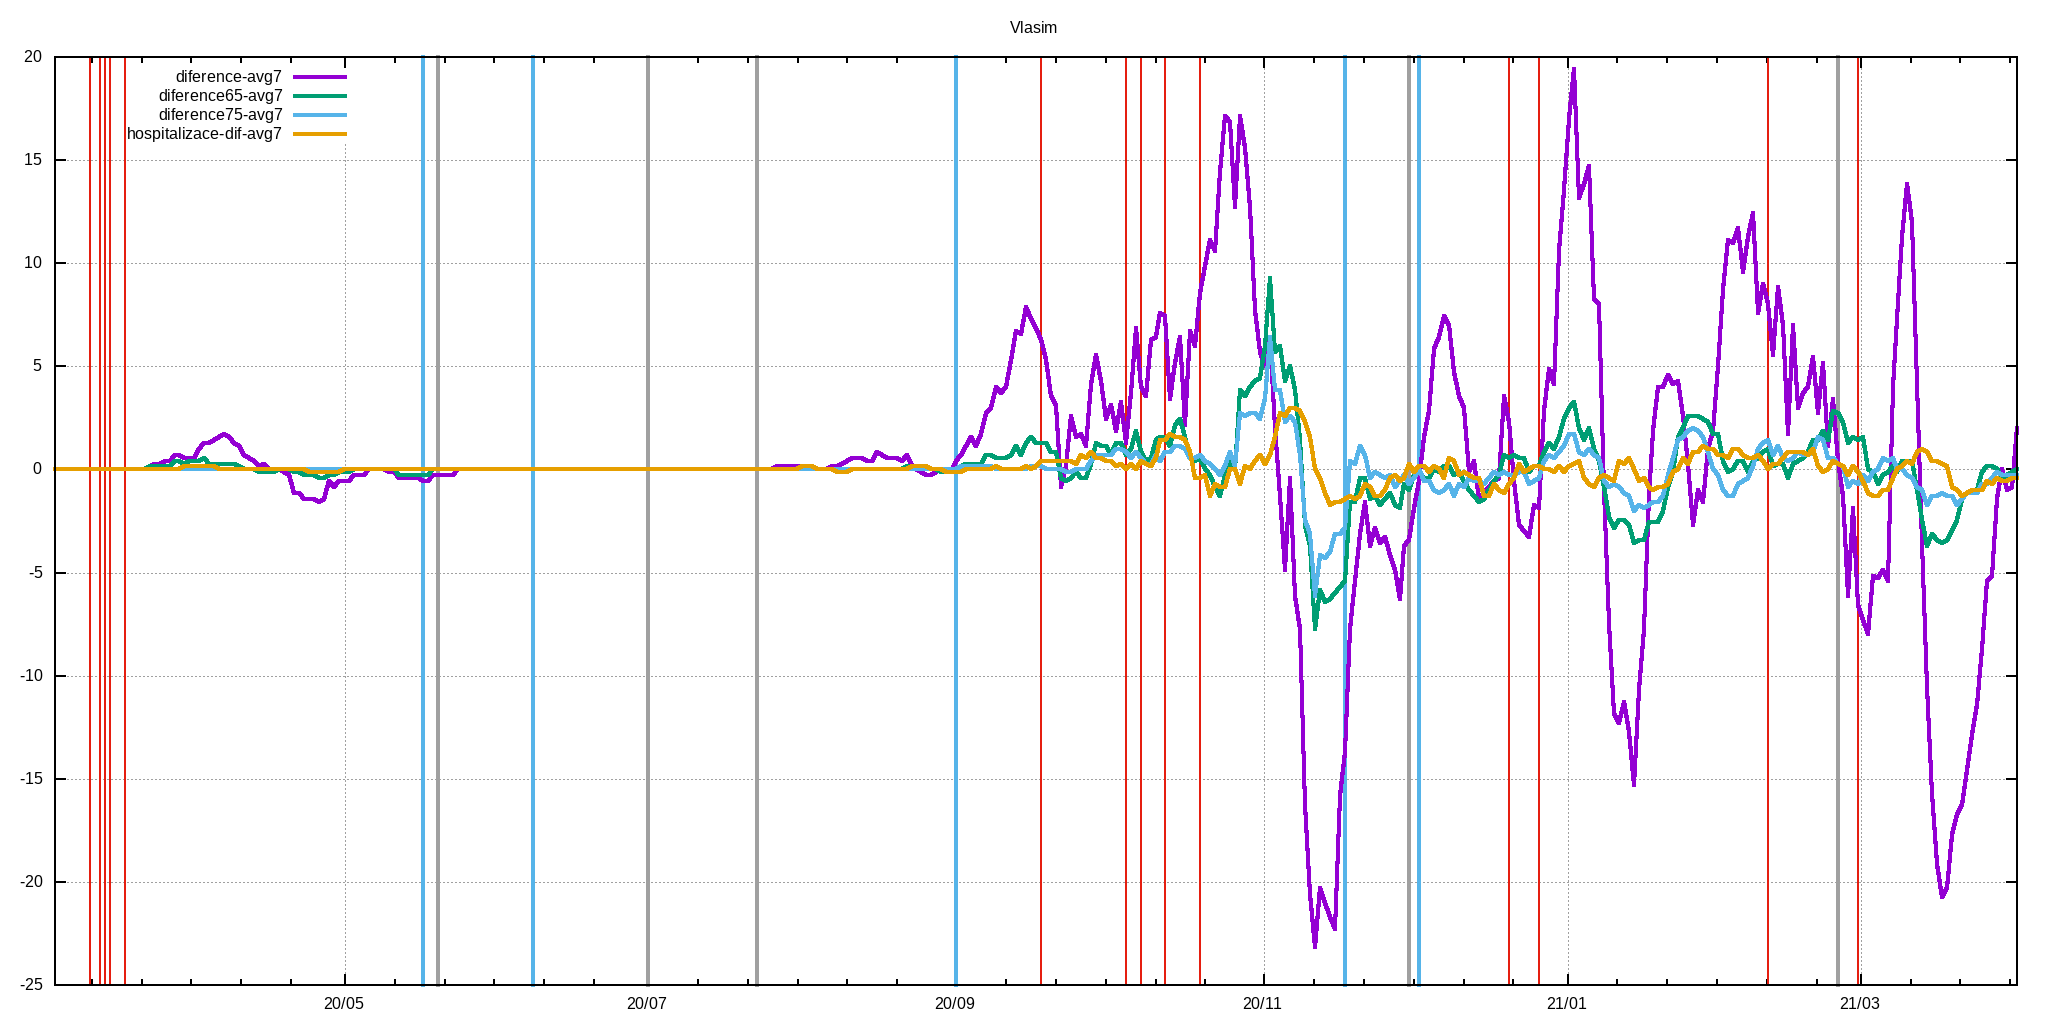 Vlasim
diference-avg7
diference65-avg7
diference75-avg7
hospitalizace-dif-avg7
20
15
10
5
0
-5
-10
-15
-20
-25
20/05 20/07 20/09 20/11 21/01 21/03